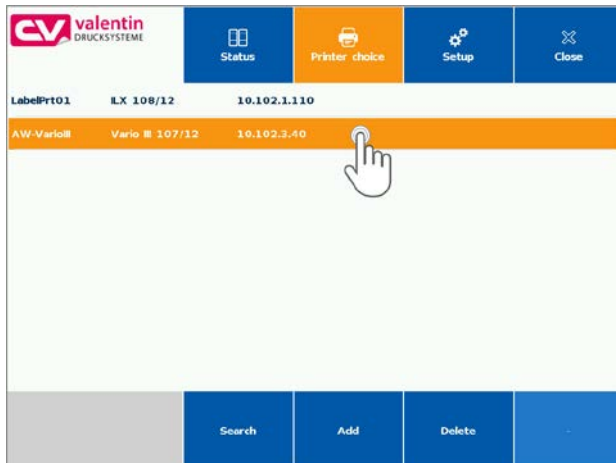 CV valentin
DRUCKSYSTEME
Status
Printer choice
Setup
Close
LabelPrt01 ILX 108/12 10.102.1.110
AW-VarioIII Vario III 107/12 10.102.3.40
Search
Add
Delete
-